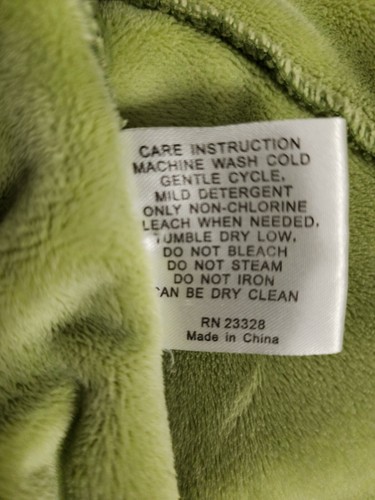 CARE INSTRUCTION
MACHINE WASH COLD
GENTLE CYCLE,
MILD DETERGENT
ONLY NON-CHLORINE
LEACH WHEN NEEDED,
UMBLE DRY LOW,
DO NOT BLEACH
DO NOT STEAM
DO NOT IRON
CAN BE DRY CLEAN
RN 23328
Made in China